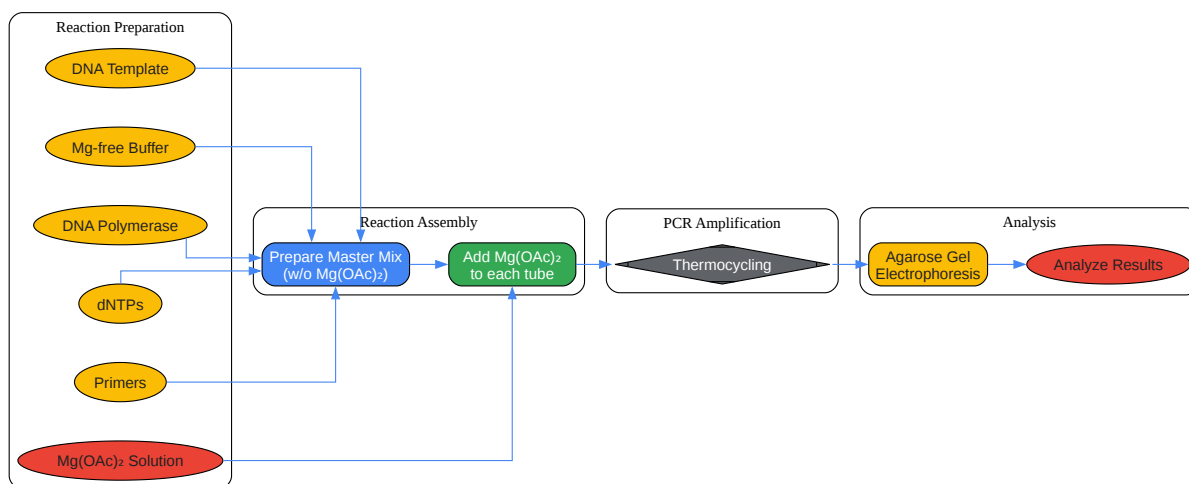 Reaction Preparation
DNA Template
Mg-free Buffer
DNA Polymerase
dNTPs
Primers
Mg(OAc)₂ Solution
Reaction Assembly
Prepare Master Mix
(w/o Mg(OAc)₂)
Add Mg(OAc)₂
to each tube
PCR Amplification
Thermocycling
Analysis
Agarose Gel
Electrophoresis
Analyze Results